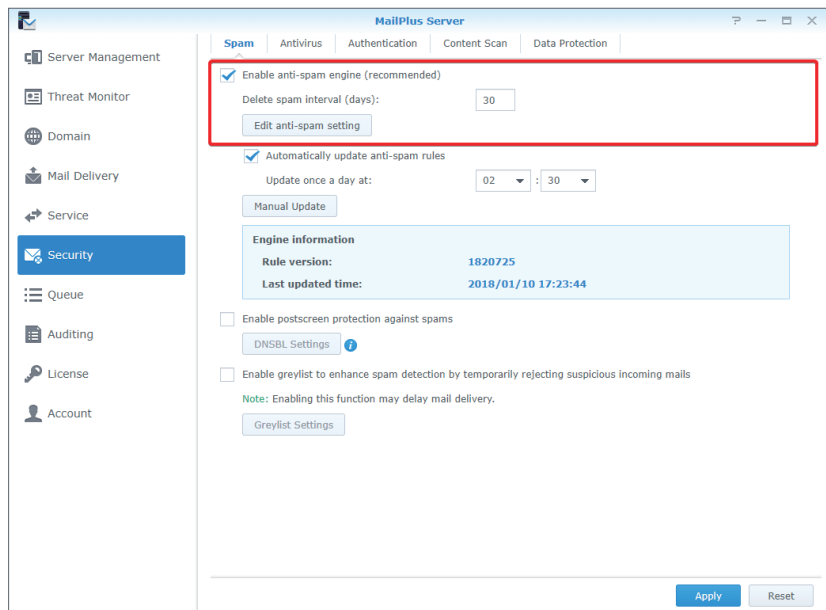 MailPlus Server
Server Management
Threat Monitor
Domain
Mail Delivery
Service
Security
Queue
Auditing
License
Account
Spam Antivirus Authentication Content Scan Data Protection
Enable anti-spam engine (recommended)
Delete spam interval (days): 30
Edit anti-spam setting
Automatically update anti-spam rules
Update once a day at: 02 : 30
Manual Update
Engine information
Rule version: 1820725
Last updated time: 2018/01/10 17:23:44
Enable postscreen protection against spams
DNSBL Settings
Enable greylist to enhance spam detection by temporarily rejecting suspicious incoming mails
Note: Enabling this function may delay mail delivery.
Greylist Settings
Apply Reset